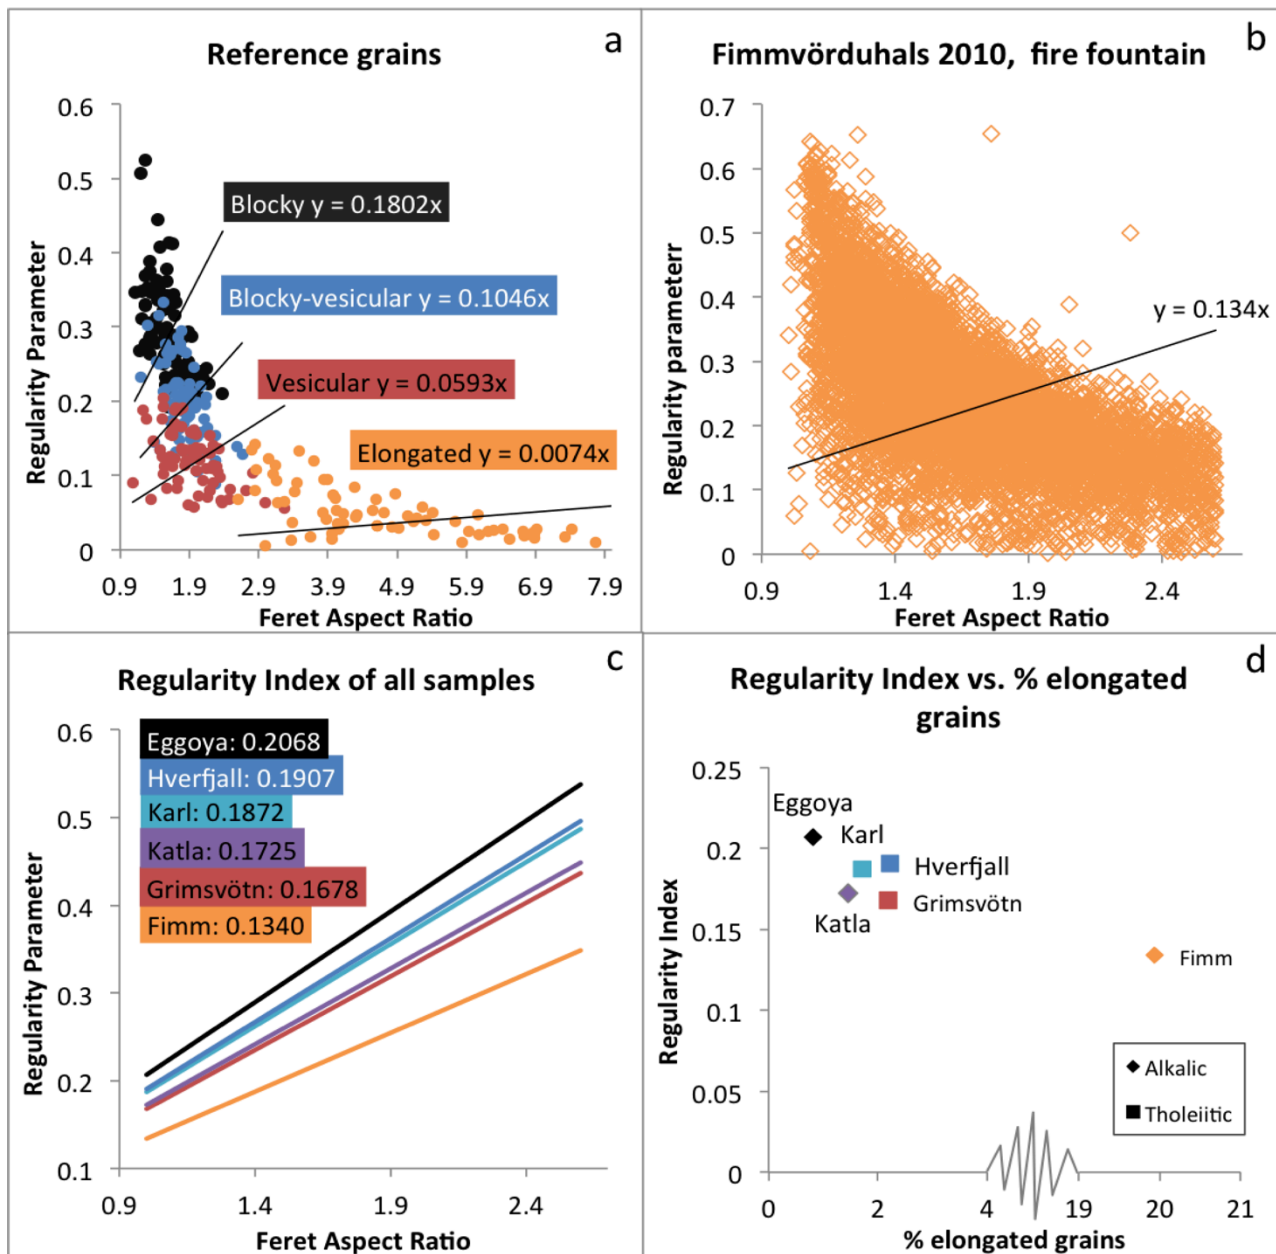 Reference grains
a
0.6
0.5
0.4
0.3
0.2
0.1
0
Regularity Parameter
Blocky y = 0.1802x
Blocky-vesicular y = 0.1046x
Vesicular y = 0.0593x
Elongated y = 0.0074x
0.9 1.9 2.9 3.9 4.9 5.9 6.9 7.9
Feret Aspect Ratio
b
Fimmvörduhals 2010, fire fountain
0.7
0.6
0.5
0.4
0.3
0.2
0.1
0
Regularity parameterr
y = 0.134x
0.9 1.4 1.9 2.4
Feret Aspect Ratio
c
Regularity Index of all samples
0.6
0.5
0.4
0.3
0.2
0.1
Regularity Parameter
Eggoya: 0.2068
Hverfjall: 0.1907
Karl: 0.1872
Katla: 0.1725
Grimsvötn: 0.1678
Fimm: 0.1340
0.9 1.4 1.9 2.4
Feret Aspect Ratio
d
Regularity Index vs. % elongated
grains
0.25
0.2
0.15
0.1
0.05
0
Regularity Index
Eggoya
Karl
Hverfjall
Katla
Grimsvötn
Fimm
Alkalic
Tholeiitic
0 2 4 19 20 21
% elongated grains